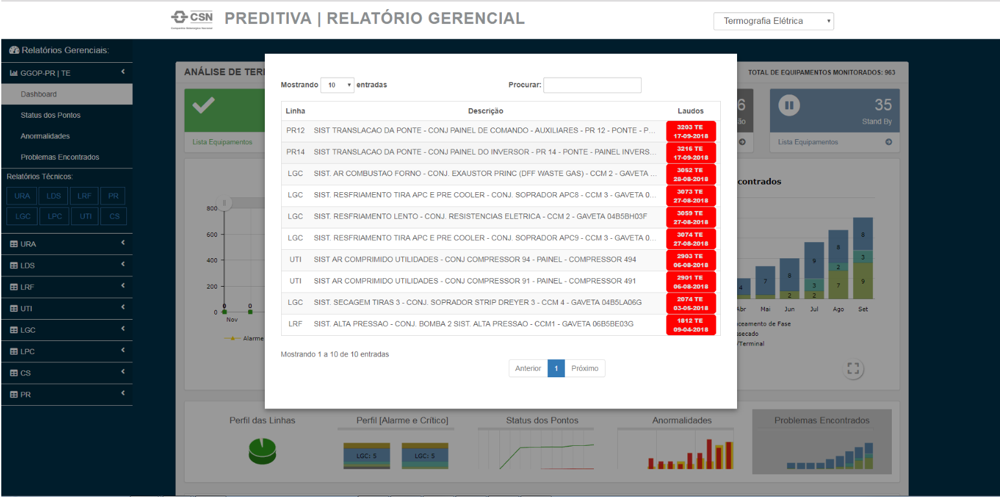 CSN
PREDITIVA | RELATÓRIO GERENCIAL
Termografia Elétrica
Relatórios Gerenciais:
GGOP-PR | TE
Dashboard
Status dos Pontos
Anormalidades
Problemas Encontrados
Relatórios Técnicos:
URA LDS LRF PR
LGC LPC UTI CS
URA
LDS
LRF
UTI
LGC
LPC
CS
PR
ANÁLISE DE TER
TOTAL DE EQUIPAMENTOS MONITORADOS: 963
Lista Equipamentos
6
ão
35
Stand By
Lista Equipamentos
Mostrando 10 entradas
Procurar:
Linha Descrição Laudos
PR12 SIST TRANSLACAO DA PONTE - CONJ PAINEL DE COMANDO - AUXILIARES - PR 12 - PONTE - P... 3203 TE 17-09-2018
PR14 SIST TRANSLACAO DA PONTE - CONJ PAINEL DO INVERSOR - PR 14 - PONTE - PAINEL INVERS... 3216 TE 17-09-2018
LGC SIST. AR COMBUSTAO FORNO - CONJ. EXAUSTOR PRINC (DFF WASTE GAS) - CCM 2 - GAVETA ... 3052 TE 28-08-2018
LGC SIST. RESFRIAMENTO TIRA APC E PRE COOLER - CONJ. SOPRADOR APC8 - CCM 3 - GAVETA 0... 3073 TE 27-08-2018
LGC SIST. RESFRIAMENTO LENTO - CONJ. RESISTENCIAS ELETRICA - CCM 2 - GAVETA 04B5BH03F 3059 TE 27-08-2018
LGC SIST. RESFRIAMENTO TIRA APC E PRE COOLER - CONJ. SOPRADOR APC9 - CCM 3 - GAVETA 0... 3074 TE 27-08-2018
UTI SIST AR COMPRIMIDO UTILIDADES - CONJ COMPRESSOR 94 - PAINEL - COMPRESSOR 494 2903 TE 06-08-2018
UTI SIST AR COMPRIMIDO UTILIDADES - CONJ COMPRESSOR 91 - PAINEL - COMPRESSOR 491 2901 TE 06-08-2018
LGC SIST. SECAGEM TIRAS 3 - CONJ. SOPRADOR STRIP DREYER 3 - CCM 4 - GAVETA 04B5LA06G 2074 TE 03-05-2018
LRF SIST. ALTA PRESSAO - CONJ. BOMBA 2 SIST. ALTA PRESSAO - CCM1 - GAVETA 06B5BE03G 1812 TE 09-04-2018
Mostrando 1 a 10 de 10 entradas
Anterior 1 Próximo
800
600
400
200
0
0 0
Nov
Alarme
contrados
4 7 8 2 9 3 2 8 2 7 8 3 9
Abr Mai Jun Jul Ago Set
nceamento de Fase
ssecado
/Terminal
Perfil das Linhas
Perfil [Alarme e Crítico]
LGC: 5 LGC: 5
Status dos Pontos
Anormalidades
Problemas Encontrados